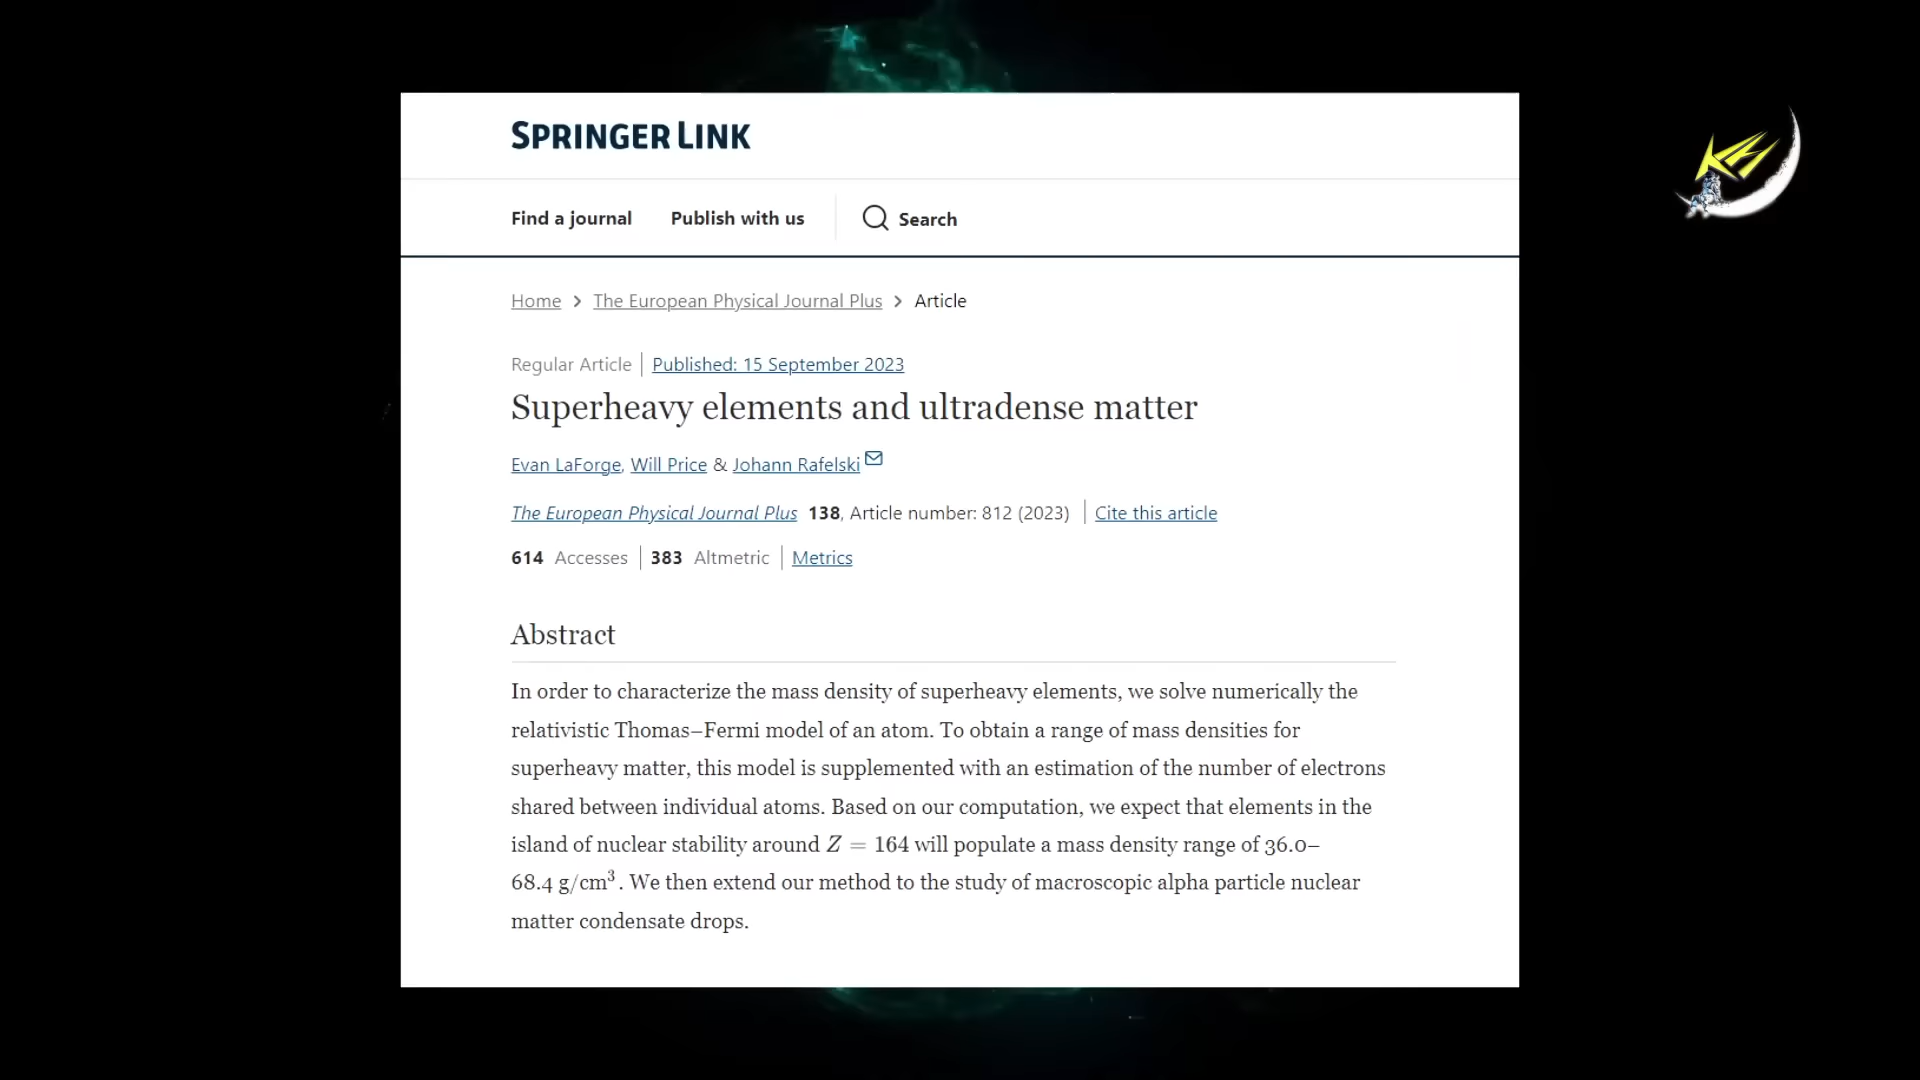 SPRINGER LINK
Find a journal Publish with us Search
Home > The European Physical Journal Plus > Article
Regular Article | Published: 15 September 2023
Superheavy elements and ultradense matter
Evan LaForge, Will Price & Johann Rafelski
The European Physical Journal Plus 138, Article number: 812 (2023) | Cite this article
614 Accesses | 383 Altmetric | Metrics
Abstract
In order to characterize the mass density of superheavy elements, we solve numerically the
relativistic Thomas–Fermi model of an atom. To obtain a range of mass densities for
superheavy matter, this model is supplemented with an estimation of the number of electrons
shared between individual atoms. Based on our computation, we expect that elements in the
island of nuclear stability around Z = 164 will populate a mass density range of 36.0–
68.4 g/cm³. We then extend our method to the study of macroscopic alpha particle nuclear
matter condensate drops.